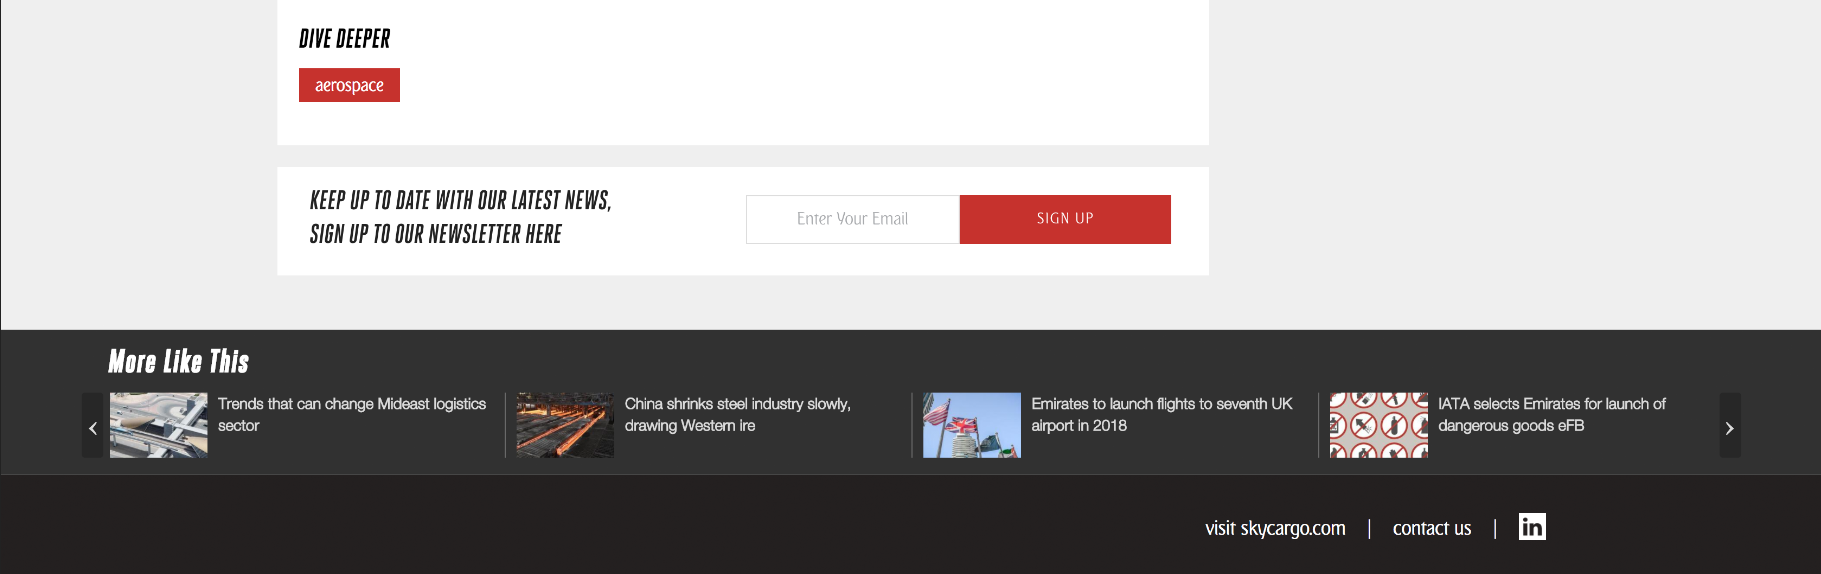 DIVE DEEPER
aerospace
KEEP UP TO DATE WITH OUR LATEST NEWS,
SIGN UP TO OUR NEWSLETTER HERE
Enter Your Email
SIGN UP
More Like This
Trends that can change Mideast logistics
sector
China shrinks steel industry slowly,
drawing Western ire
Emirates to launch flights to seventh UK
airport in 2018
IATA selects Emirates for launch of
dangerous goods eFB
visit skycargo.com | contact us | in